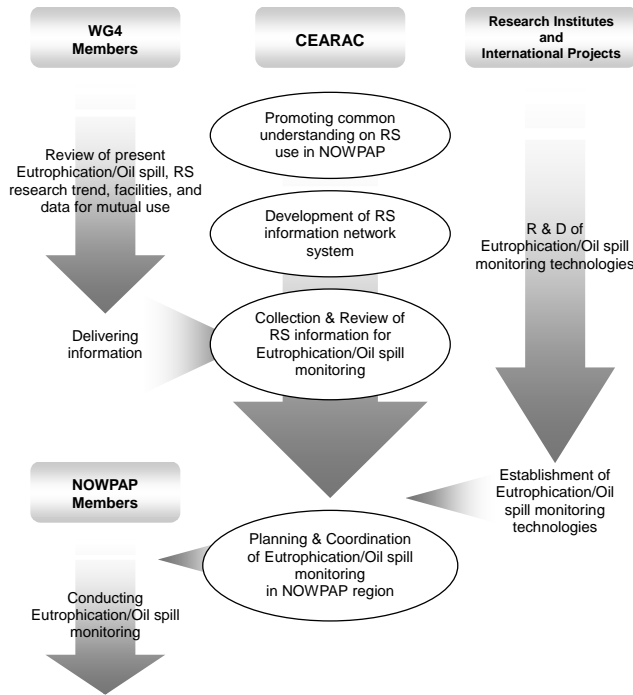 WG4
Members
CEARAC
Research Institutes
and
International Projects
Promoting common
understanding on RS
use in NOWPAP
Review of present
Eutrophication/Oil spill, RS
research trend, facilities, and
data for mutual use
Development of RS
information network
system
R & D of
Eutrophication/Oil spill
monitoring technologies
Delivering
information
Collection & Review of
RS information for
Eutrophication/Oil spill
monitoring
NOWPAP
Members
Establishment of
Eutrophication/Oil
spill monitoring
technologies
Planning & Coordination
of Eutrophication/Oil spill
monitoring
in NOWPAP region
Conducting
Eutrophication/Oil spill
monitoring